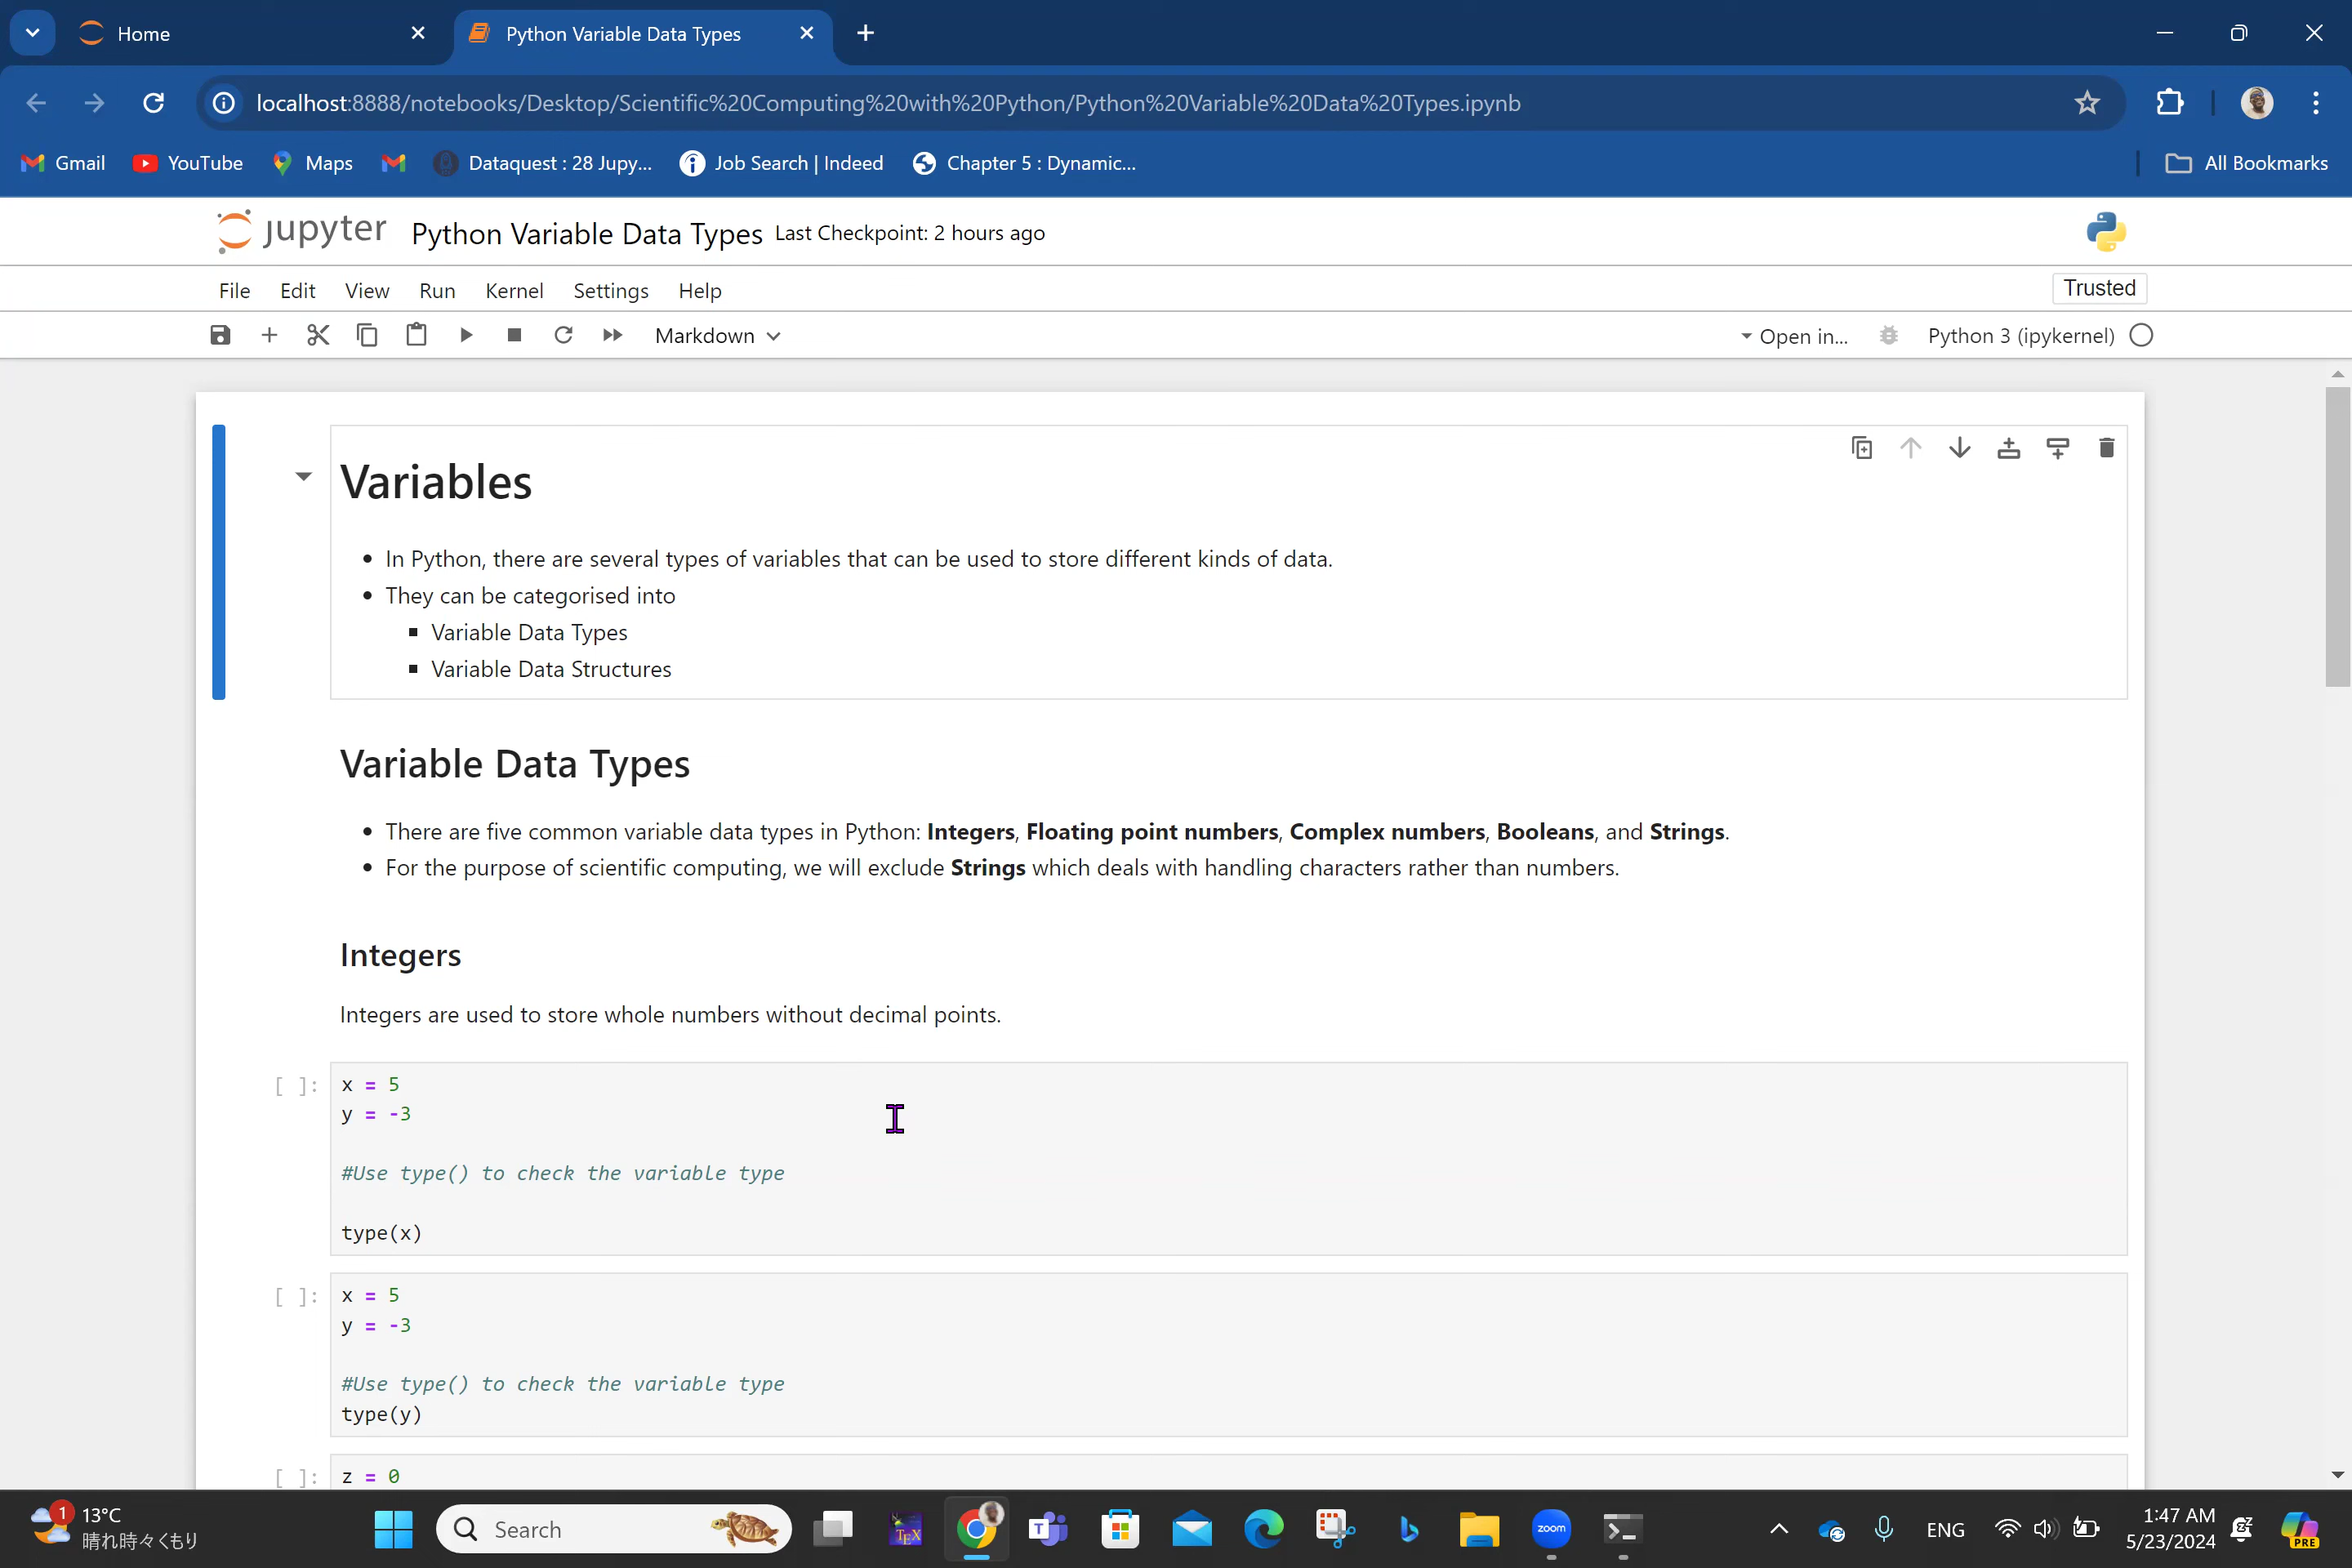 Home
Python Variable Data Types
localhost:8888/notebooks/Desktop/Scientific%20Computing%20with%20Python/Python%20Variable%20Data%20Types.ipynb
Gmail
YouTube
Maps
Dataquest : 28 Jupy...
Job Search | Indeed
Chapter 5 : Dynamic...
All Bookmarks
jupyter
Python Variable Data Types
Last Checkpoint: 2 hours ago
File Edit View Run Kernel Settings Help
Trusted
Markdown
Open in...
Python 3 (ipykernel)
Variables
• In Python, there are several types of variables that can be used to store different kinds of data.
• They can be categorised into
▪ Variable Data Types
▪ Variable Data Structures
Variable Data Types
• There are five common variable data types in Python: Integers, Floating point numbers, Complex numbers, Booleans, and Strings.
• For the purpose of scientific computing, we will exclude Strings which deals with handling characters rather than numbers.
Integers
Integers are used to store whole numbers without decimal points.
[ ]: x = 5
y = -3
#Use type() to check the variable type
type(x)
[ ]: x = 5
y = -3
#Use type() to check the variable type
type(y)
[ ]: z = 0
1
13°C
晴れ時々くもり
Search
TEX
T
zoom
ENG
1:47 AM
5/23/2024
PRE